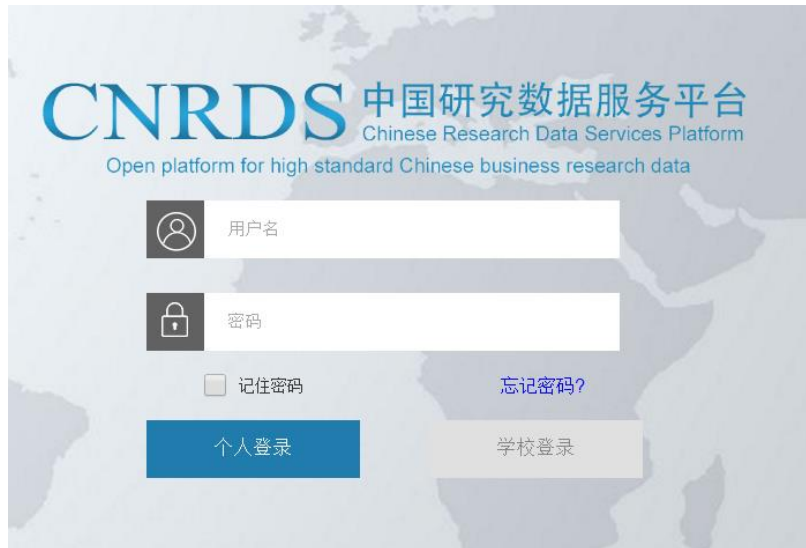 CNRDS 中国研究数据服务平台
Chinese Research Data Services Platform
Open platform for high standard Chinese business research data
用户名
密码
记住密码 忘记密码?
个人登录 学校登录